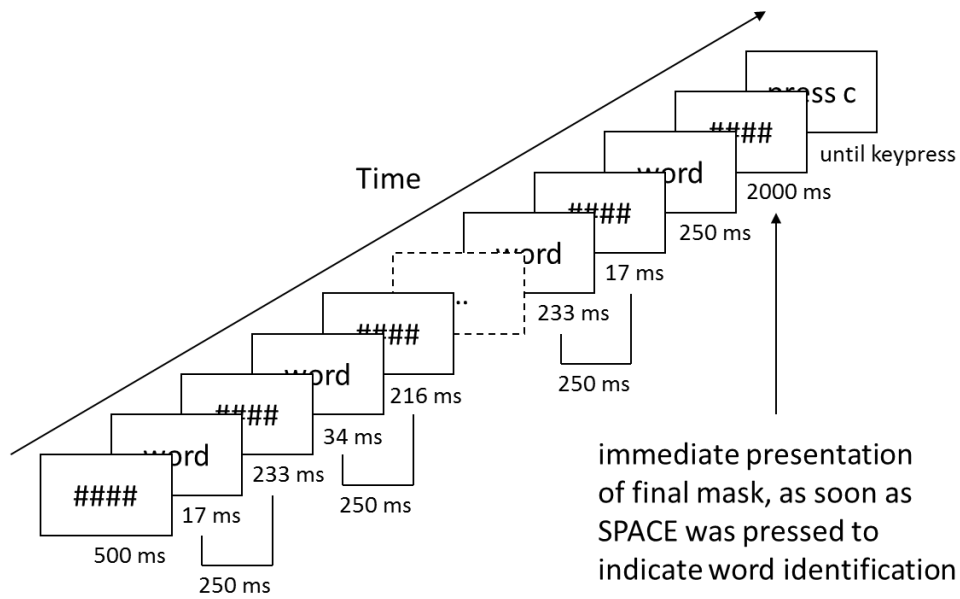 press c
####
until keypress
word
2000 ms
Time
####
250 ms
word
17 ms
..
233 ms
####
250 ms
word
216 ms
####
34 ms
word
233 ms
250 ms
####
17 ms
500 ms
250 ms
immediate presentation
of final mask, as soon as
SPACE was pressed to
indicate word identification